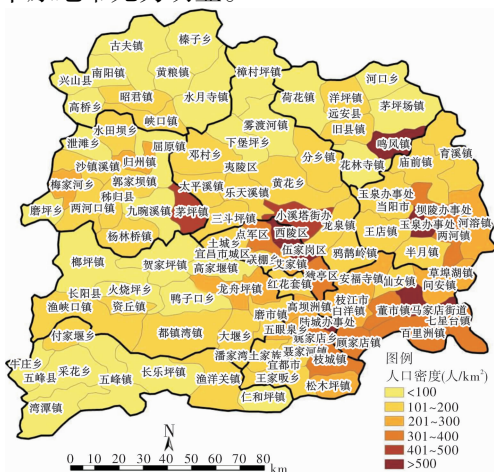 古夫镇
榛子乡
兴山县
南阳镇
黄粮镇
樟村坪镇
河口乡
高桥乡
昭君镇
水月寺镇
荷花镇
洋坪镇
茅坪场镇
峡口镇
远安县
水田坝乡
雾渡河镇
旧县镇
泄滩乡
屈原镇
下堡坪乡
鸣凤镇
归州镇
邓村乡
分乡镇
育溪镇
沙镇溪镇
夷陵区
花林寺镇
庙前镇
梅家河乡
郭家坝镇
太平溪镇
黄花乡
玉泉办事处
秭归县
乐天溪镇
当阳市
坝陵办事处
磨坪乡
两河口镇
九畹溪镇
茅坪镇
小溪塔街办
玉泉办事处
河溶镇
杨林桥镇
三斗坪镇
西陵区
龙泉镇
王店镇
两河镇
点军区
土城乡
伍家岗区
鸦鹊岭镇
半月镇
榔坪镇
宜昌市城区
联棚乡
艾家镇
贺家坪镇
高家堰镇
猇亭区
安福寺镇
仙女镇
草埠湖镇
长阳县
火烧坪乡
龙舟坪镇
红花套镇
枝江市
问安镇
渔峡口镇
资丘镇
鸭子口乡
高坝洲镇
白洋镇
董市镇
马家店街道
磨市镇
陆城办事处
七星台镇
付家堰乡
都镇湾镇
大堰乡
五眼泉乡
姚家店乡
顾家店镇
百里洲镇
牛庄乡
采花乡
潘家湾土家族
聂家河镇
五峰县
五峰镇
长乐坪镇
渔洋关镇
宜都市
枝城镇
王家畈乡
松木坪镇
湾潭镇
仁和坪镇
图例
人口密度(人/km²)
<100
101~200
201~300
301~400
401~500
>500
N
0 10 20 30 40 50 60 70 80
km